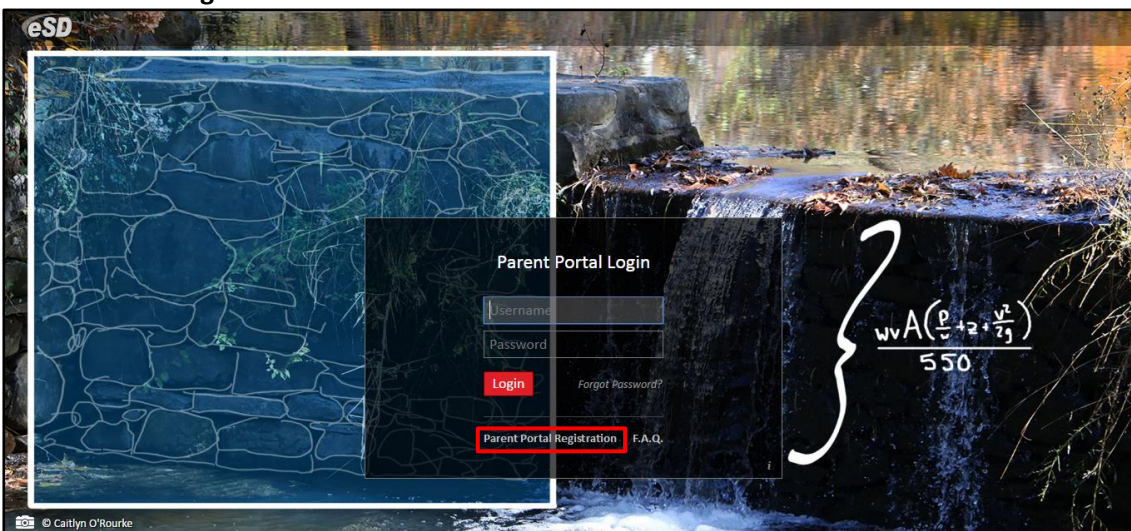 eSD
Parent Portal Login
Username
Password
Login
Forgot Password?
Parent Portal Registration
F.A.Q.
i
wvA(p/w+z+v²/2g)
550
© Caitlyn O'Rourke